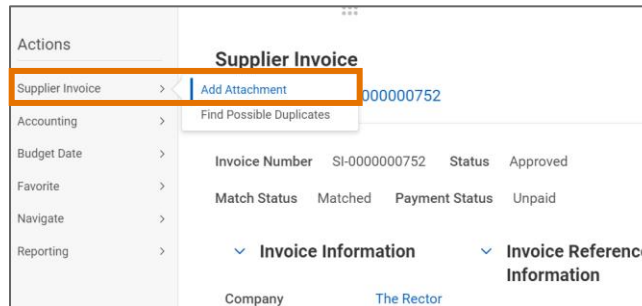 Actions
Supplier Invoice
Accounting
Budget Date
Favorite
Navigate
Reporting
Supplier Invoice
000000752
Add Attachment
Find Possible Duplicates
Invoice Number SI-0000000752 Status Approved
Match Status Matched Payment Status Unpaid
Invoice Information
Invoice Reference
Information
Company The Rector